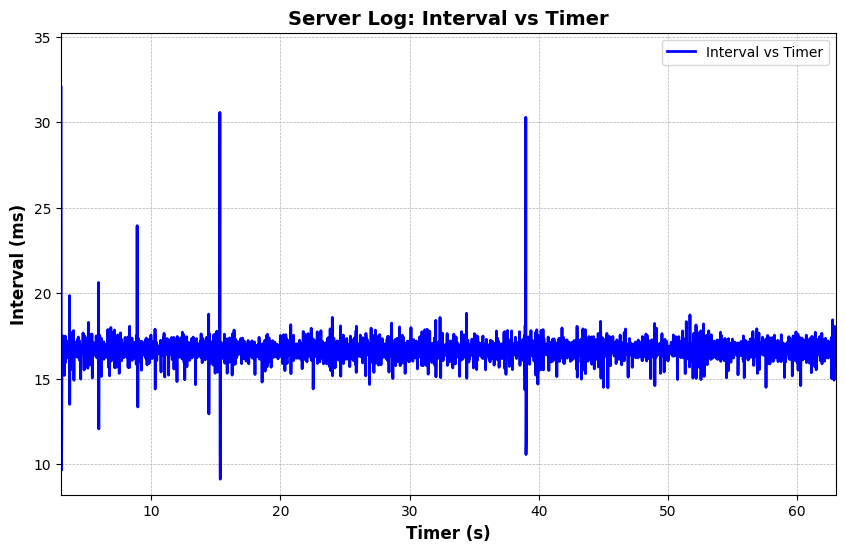 Server Log: Interval vs Timer
Interval vs Timer
35
30
25
20
15
10
Interval (ms)
10 20 30 40 50 60
Timer (s)